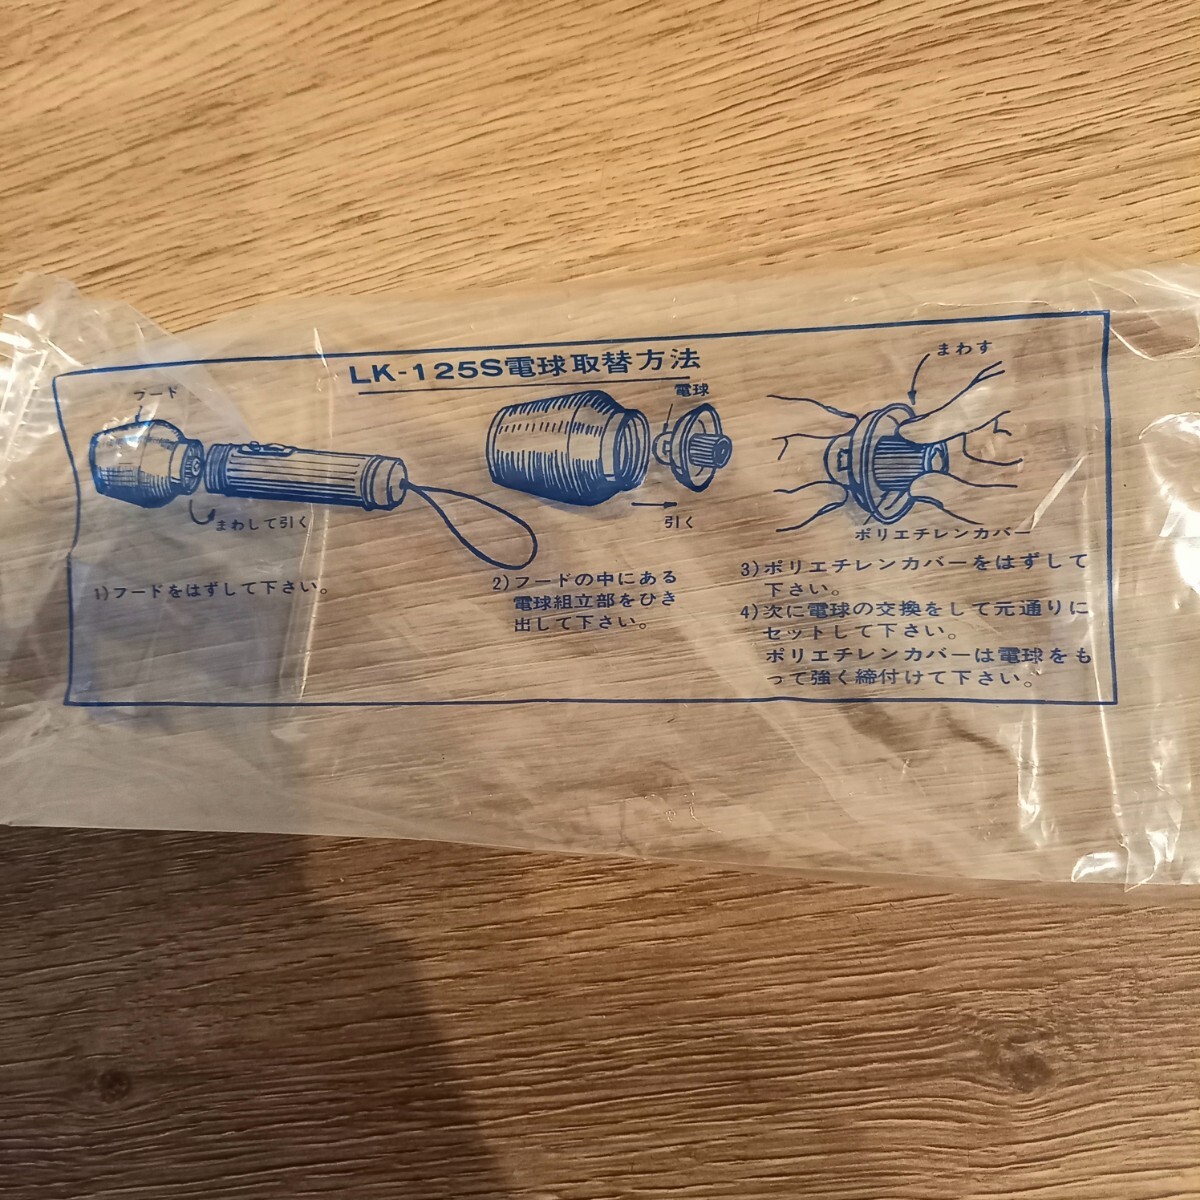 LK-125S電球取替方法
フード
まわして引く
1)フードをはずして下さい。
電球
引く
2)フードの中にある
電球組立部をひき
出して下さい。
まわす
ポリエチレンカバー
3)ポリエチレンカバーをはずして
下さい。
4)次に電球の交換をして元通りに
セットして下さい。
ポリエチレンカバーは電球をも
って強く締付けて下さい。